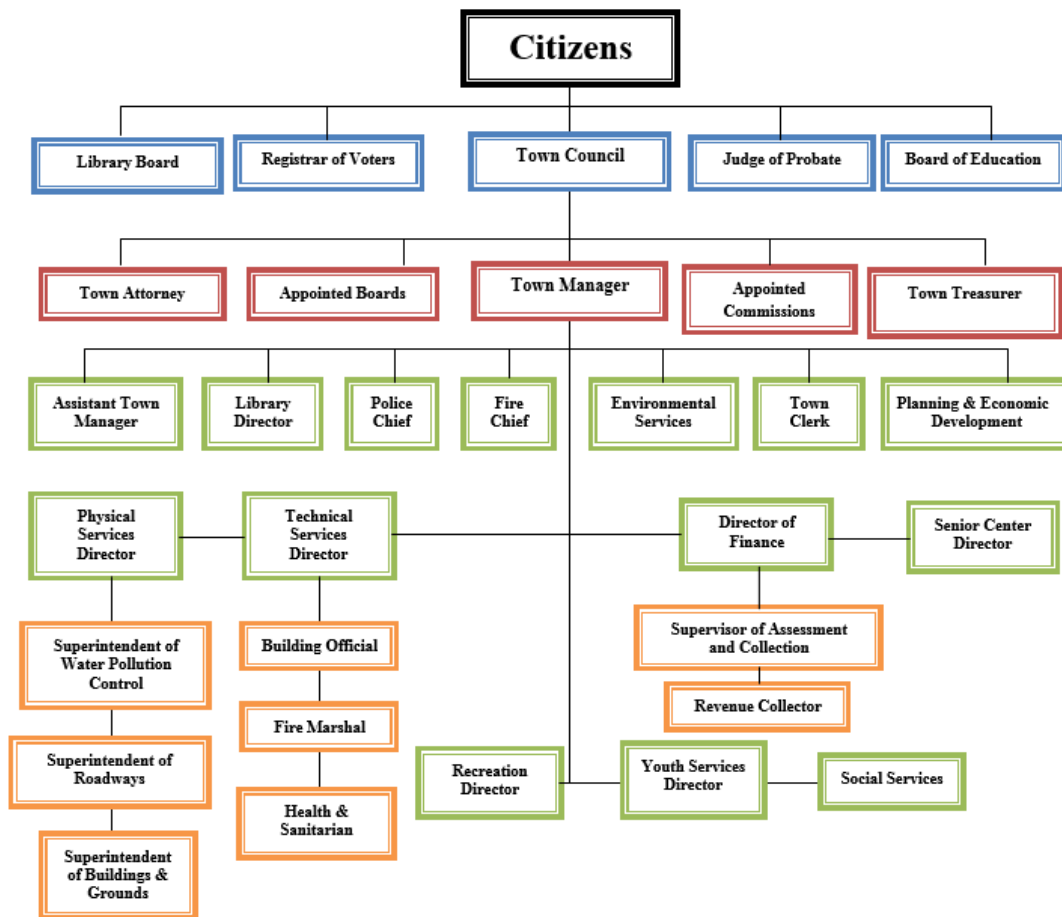 Citizens
Library Board
Registrar of Voters
Town Council
Judge of Probate
Board of Education
Town Attorney
Appointed Boards
Town Manager
Appointed
Commissions
Town Treasurer
Assistant Town
Manager
Library
Director
Police
Chief
Fire
Chief
Environmental
Services
Town
Clerk
Planning & Economic
Development
Physical
Services
Director
Technical
Services
Director
Director of
Finance
Senior Center
Director
Superintendent of
Water Pollution
Control
Building Official
Supervisor of Assessment
and Collection
Revenue Collector
Fire Marshal
Superintendent of
Roadways
Recreation
Director
Youth Services
Director
Social Services
Health &
Sanitarian
Superintendent
of Buildings &
Grounds